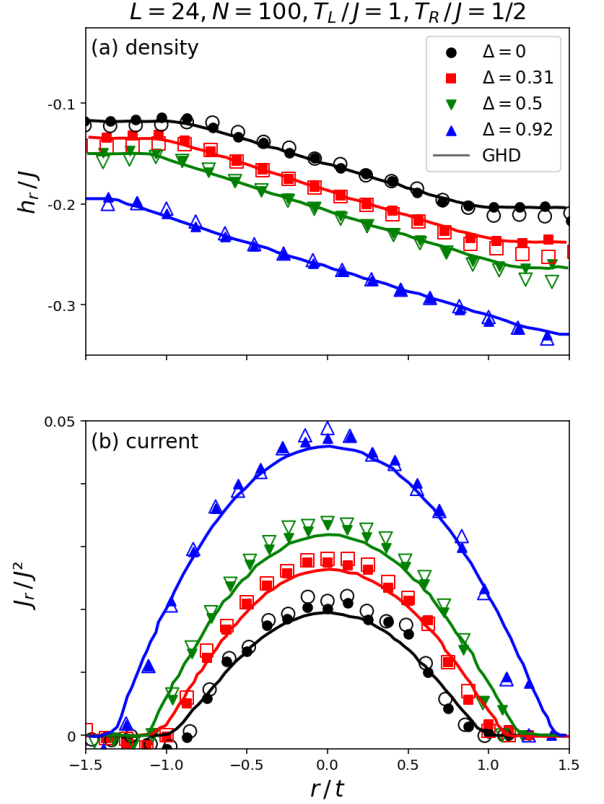 L = 24, N = 100, T_L/J = 1, T_R/J = 1/2
(a) density
Δ = 0
Δ = 0.31
Δ = 0.5
Δ = 0.92
GHD
-0.1
-0.2
-0.3
h_r/J
(b) current
0.05
0
J_r/J²
−1.5 −1.0 −0.5 0.0 0.5 1.0 1.5
r/t